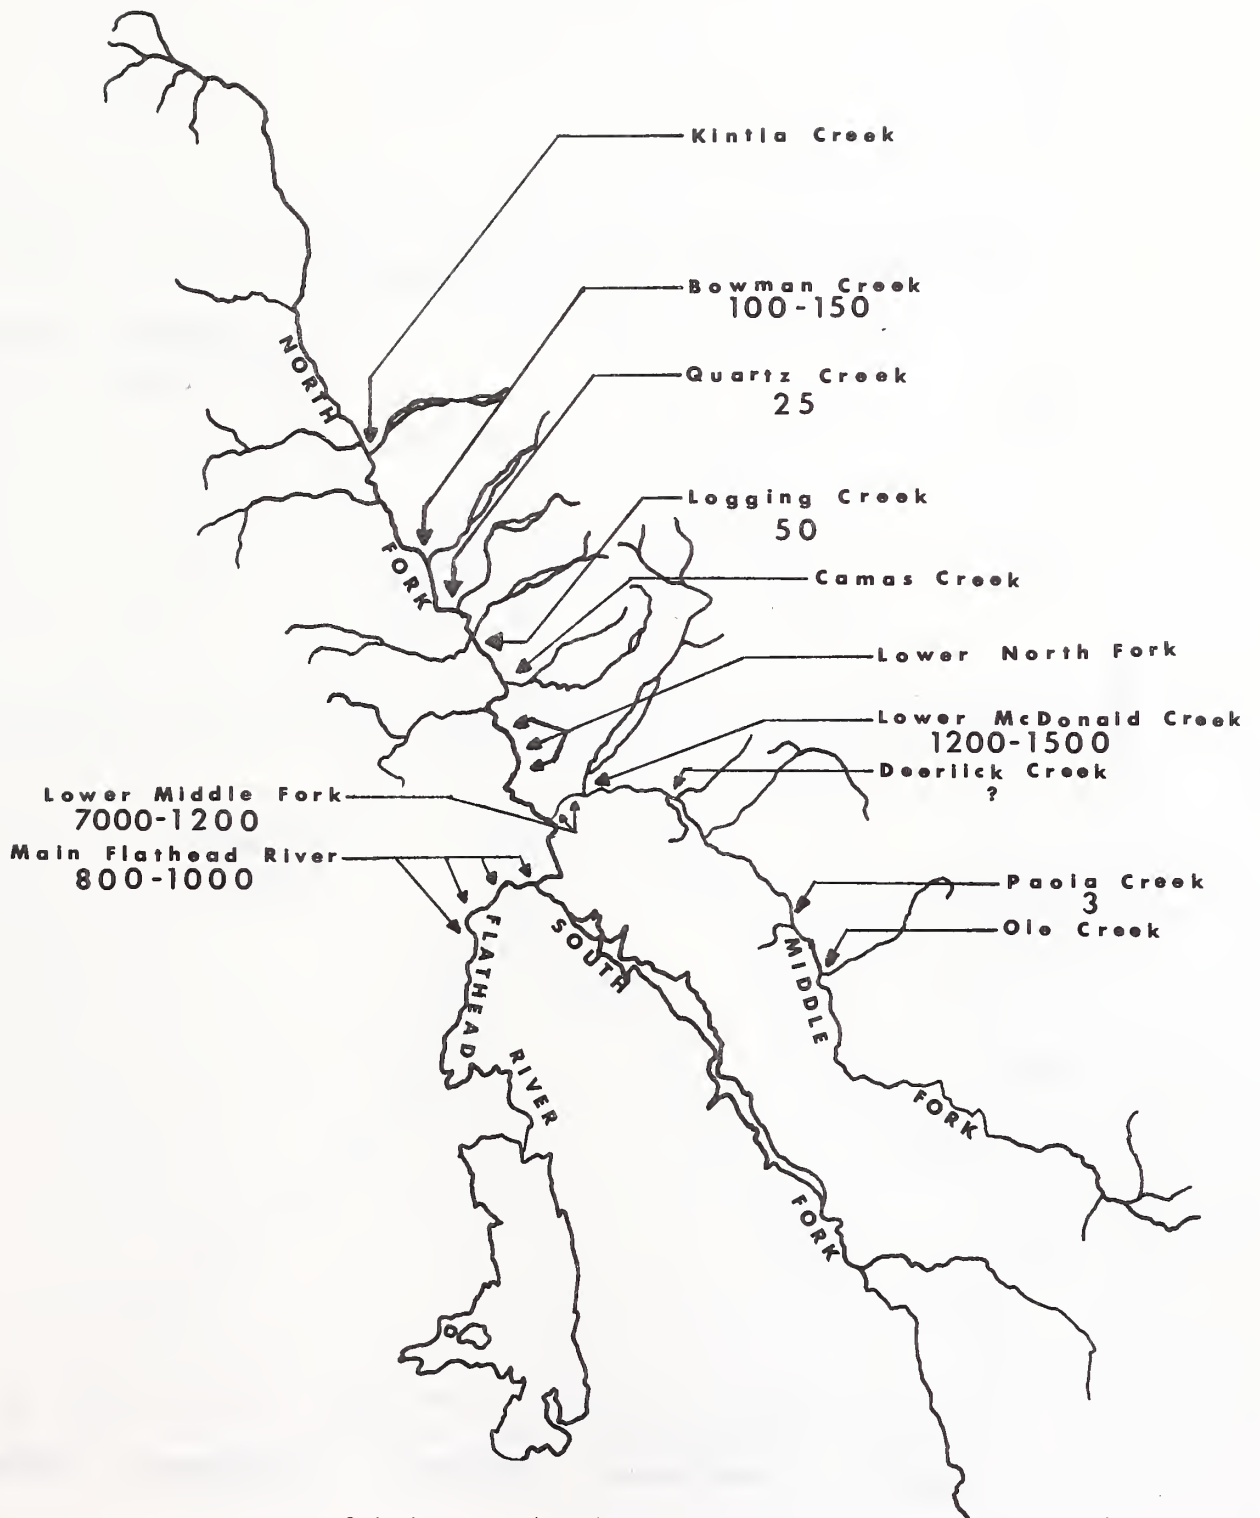 Kintla Creek
Bowman Creek
100-150
Quartz Creek
25
Logging Creek
50
Camas Creek
Lower North Fork
Lower McDonald Creek
1200-1500
Deerlick Creek
?
Lower Middle Fork
7000-1200
Main Flathead River
800-1000
Paola Creek
3
Ole Creek
NORTH
FORK
SOUTH
FORK
MIDDLE
FORK
FLATHEAD
RIVER